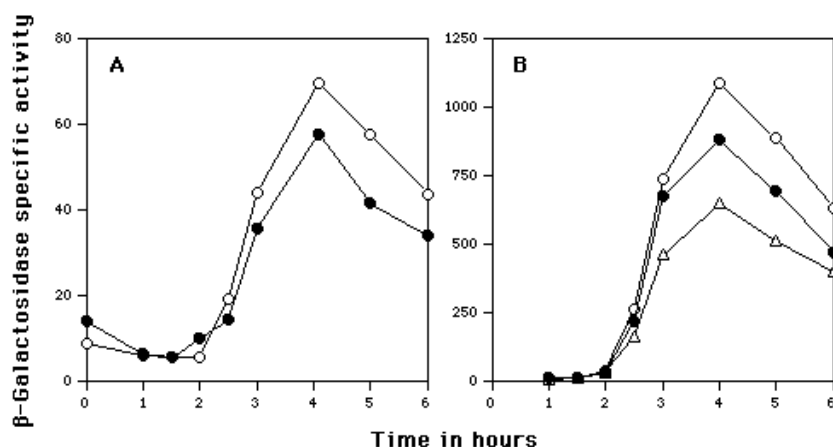 β-Galactosidase specific activity
A
80
60
40
20
0
0 1 2 3 4 5 6
B
1250
1000
750
500
250
0
0 1 2 3 4 5 6
Time in hours